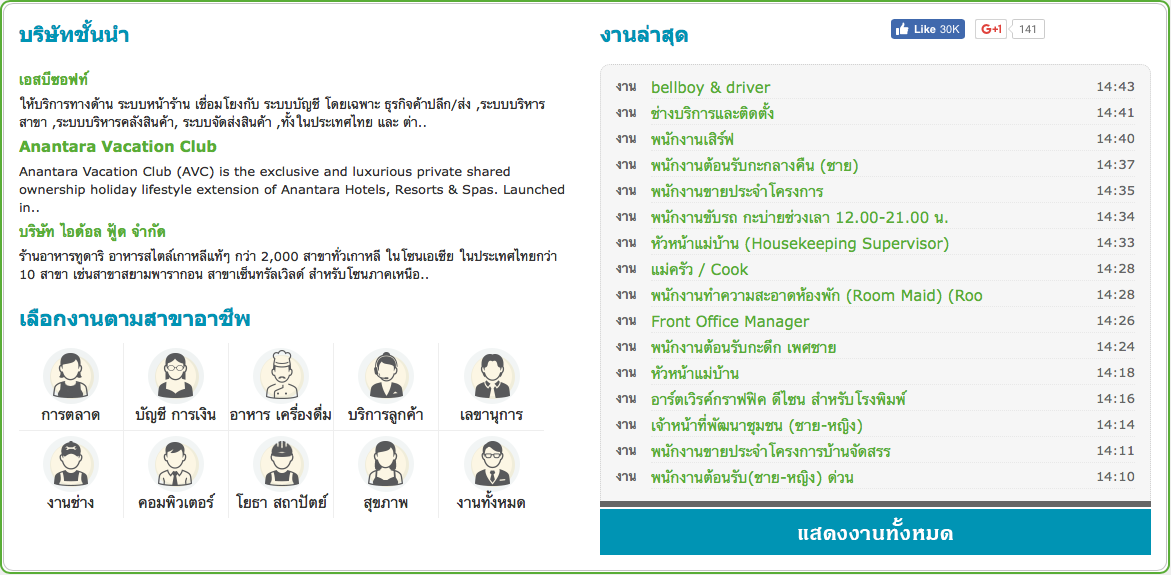 บริษัทชั้นนำ
เอสบีซอฟท์
ให้บริการทางด้าน ระบบหน้าร้าน เชื่อมโยงกับ ระบบบัญชี โดยเฉพาะ ธุรกิจค้าปลีก/ส่ง ,ระบบบริหาร
สาขา ,ระบบบริหารคลังสินค้า, ระบบจัดส่งสินค้า ,ทั้งในประเทศไทย และ ต่า..
Anantara Vacation Club
Anantara Vacation Club (AVC) is the exclusive and luxurious private shared
ownership holiday lifestyle extension of Anantara Hotels, Resorts & Spas. Launched
in..
บริษัท ไอด้อล ฟู้ด จำกัด
ร้านอาหารทูดาริ อาหารสไตล์เกาหลีแท้ๆ กว่า 2,000 สาขาทั่วเกาหลี ในโซนเอเชีย ในประเทศไทยกว่า
10 สาขา เช่นสาขาสยามพารากอน สาขาเซ็นทรัลเวิลด์ สำหรับโซนภาคเหนือ..
เลือกงานตามสาขาอาชีพ
การตลาด บัญชี การเงิน อาหาร เครื่องดื่ม บริการลูกค้า เลขานุการ
งานช่าง คอมพิวเตอร์ โยธา สถาปัตย์ สุขภาพ งานทั้งหมด
งานล่าสุด
Like 30K G+1 141
งาน bellboy & driver 14:43
งาน ช่างบริการและติดตั้ง 14:41
งาน พนักงานเสิร์ฟ 14:40
งาน พนักงานต้อนรับกะกลางคืน (ชาย) 14:37
งาน พนักงานขายประจำโครงการ 14:35
งาน พนักงานขับรถ กะบ่ายช่วงเลา 12.00-21.00 น. 14:34
งาน หัวหน้าแม่บ้าน (Housekeeping Supervisor) 14:33
งาน แม่ครัว / Cook 14:28
งาน พนักงานทำความสะอาดห้องพัก (Room Maid) (Roo 14:28
งาน Front Office Manager 14:26
งาน พนักงานต้อนรับกะดึก เพศชาย 14:24
งาน หัวหน้าแม่บ้าน 14:18
งาน อาร์ตเวิรค์กราฟฟิค ดีไซน สำหรับโรงพิมพ์ 14:16
งาน เจ้าหน้าที่พัฒนาชุมชน (ชาย-หญิง) 14:14
งาน พนักงานขายประจำโครงการบ้านจัดสรร 14:11
งาน พนักงานต้อนรับ(ชาย-หญิง) ด่วน 14:10
แสดงงานทั้งหมด